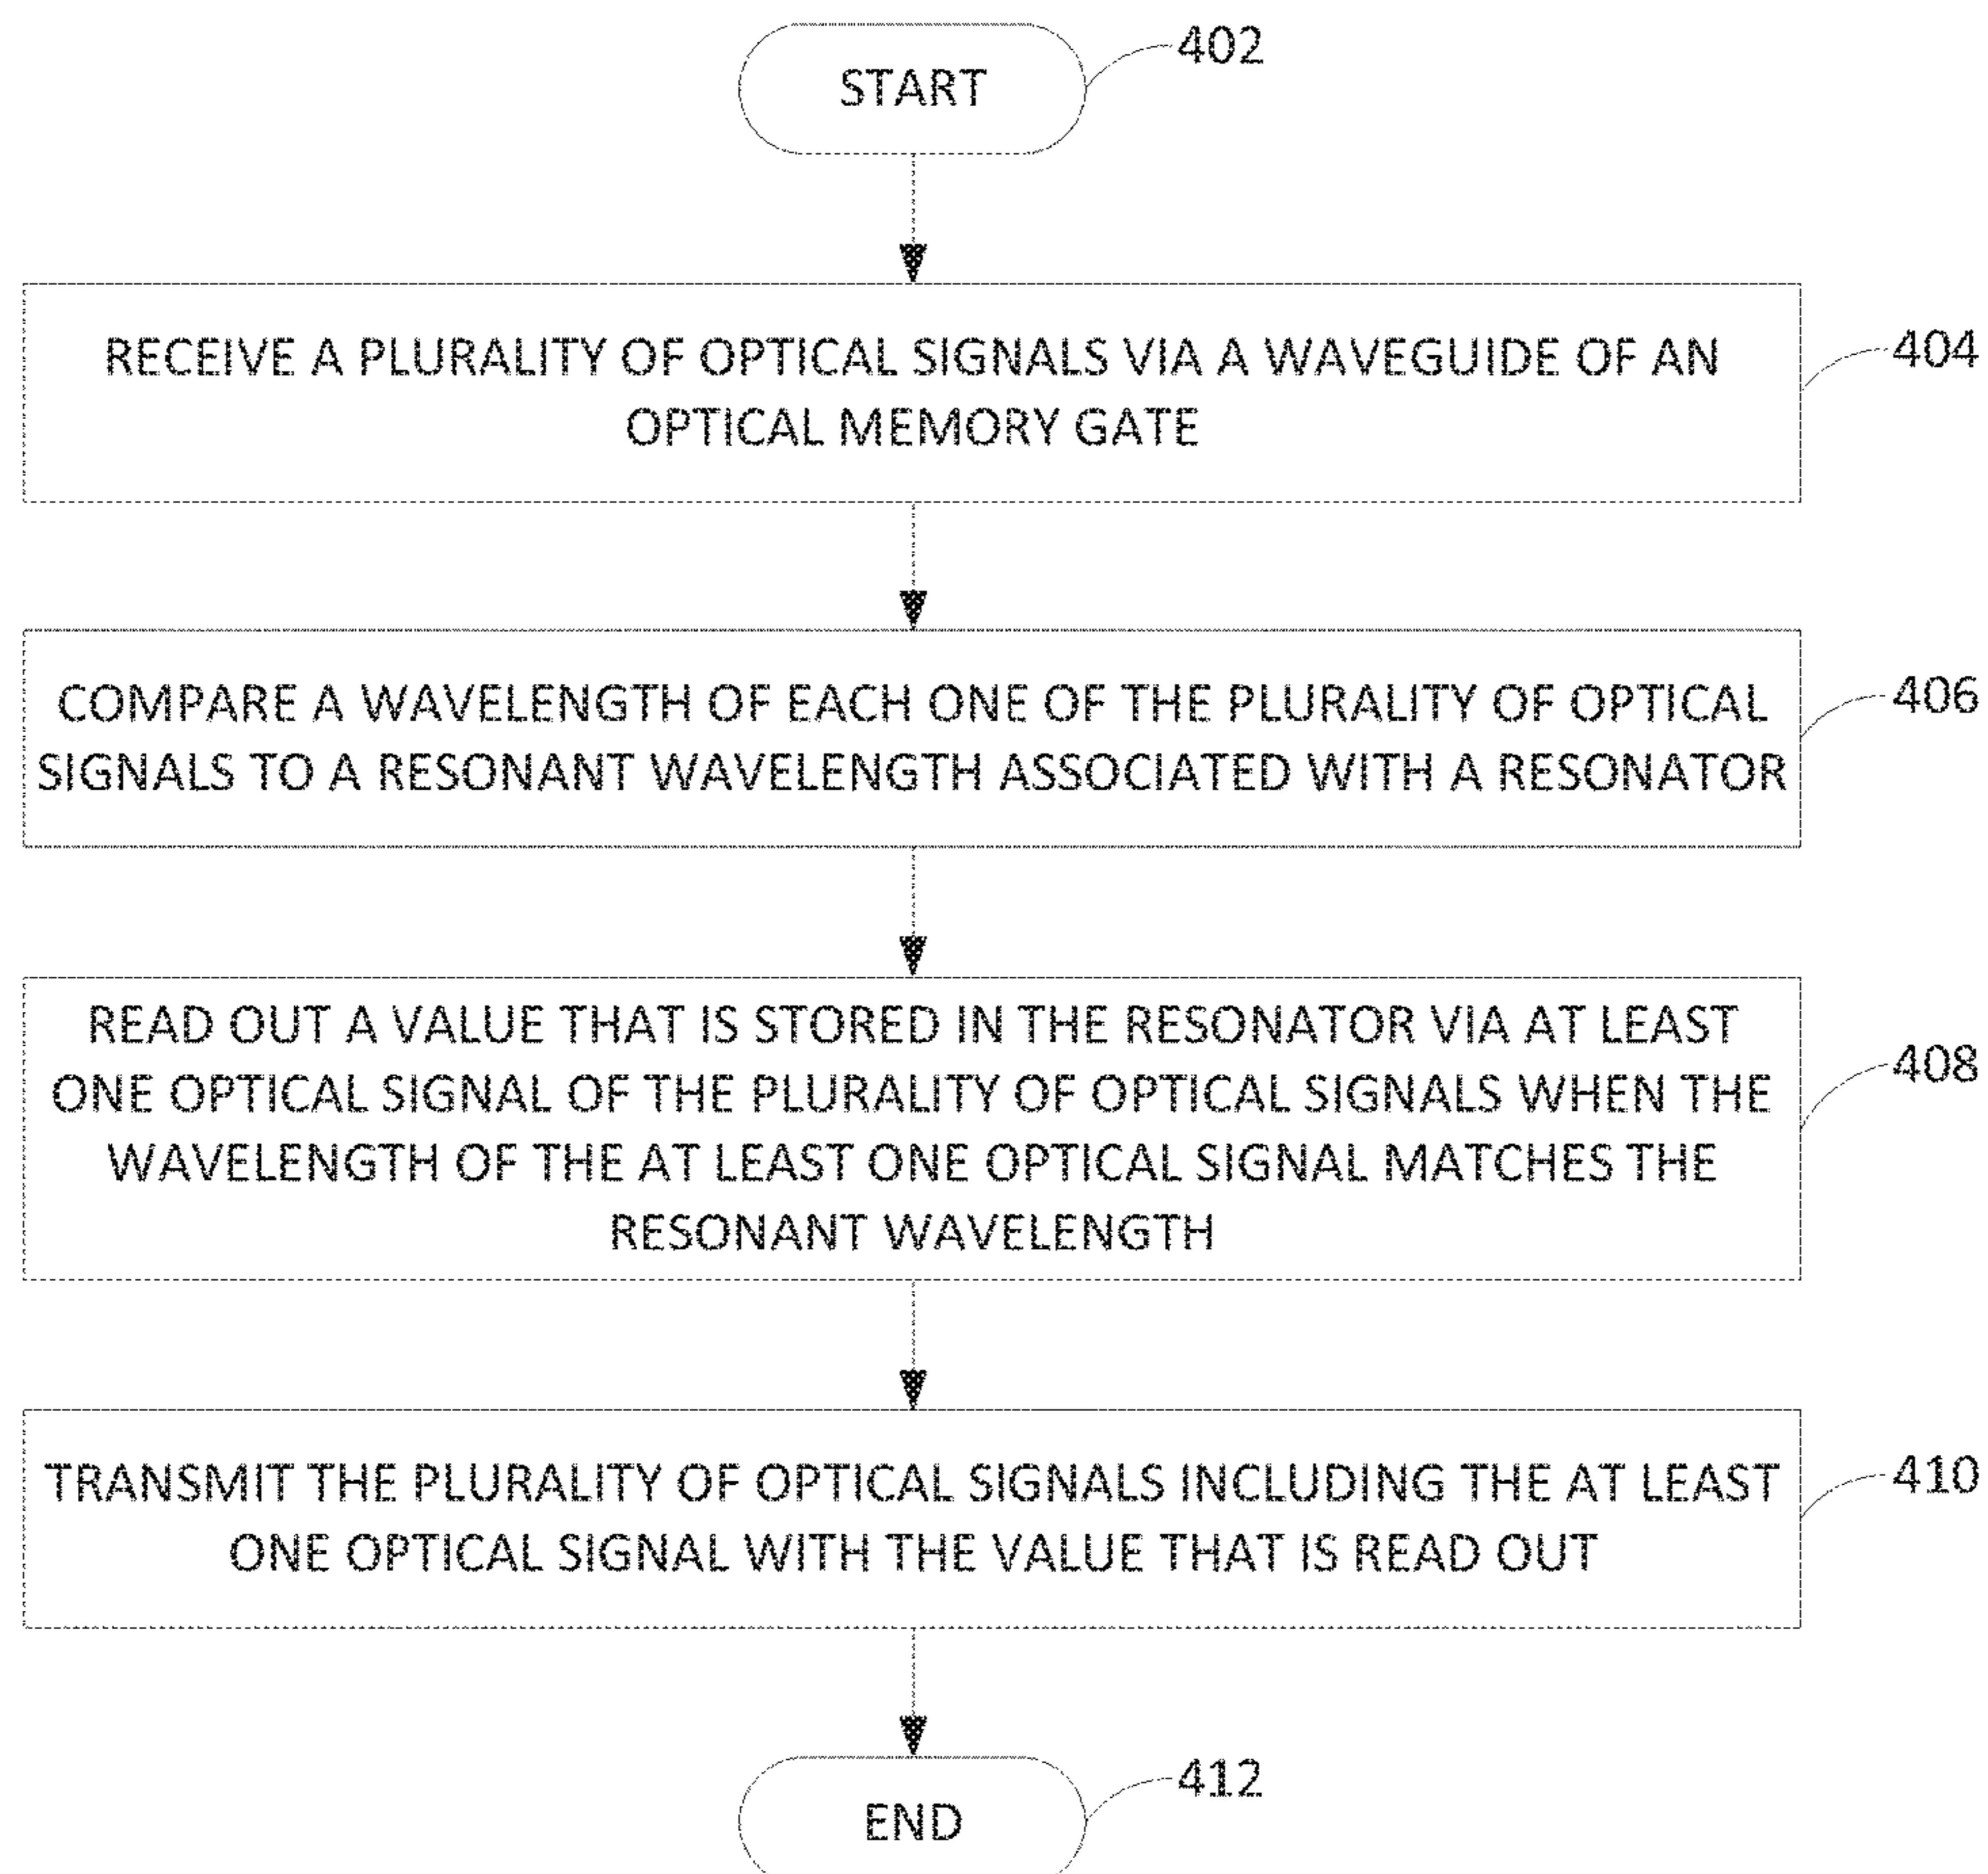 START
402
RECEIVE A PLURALITY OF OPTICAL SIGNALS VIA A WAVEGUIDE OF AN
OPTICAL MEMORY GATE
404
COMPARE A WAVELENGTH OF EACH ONE OF THE PLURALITY OF OPTICAL
SIGNALS TO A RESONANT WAVELENGTH ASSOCIATED WITH A RESONATOR
406
READ OUT A VALUE THAT IS STORED IN THE RESONATOR VIA AT LEAST
ONE OPTICAL SIGNAL OF THE PLURALITY OF OPTICAL SIGNALS WHEN THE
WAVELENGTH OF THE AT LEAST ONE OPTICAL SIGNAL MATCHES THE
RESONANT WAVELENGTH
408
TRANSMIT THE PLURALITY OF OPTICAL SIGNALS INCLUDING THE AT LEAST
ONE OPTICAL SIGNAL WITH THE VALUE THAT IS READ OUT
410
END
412